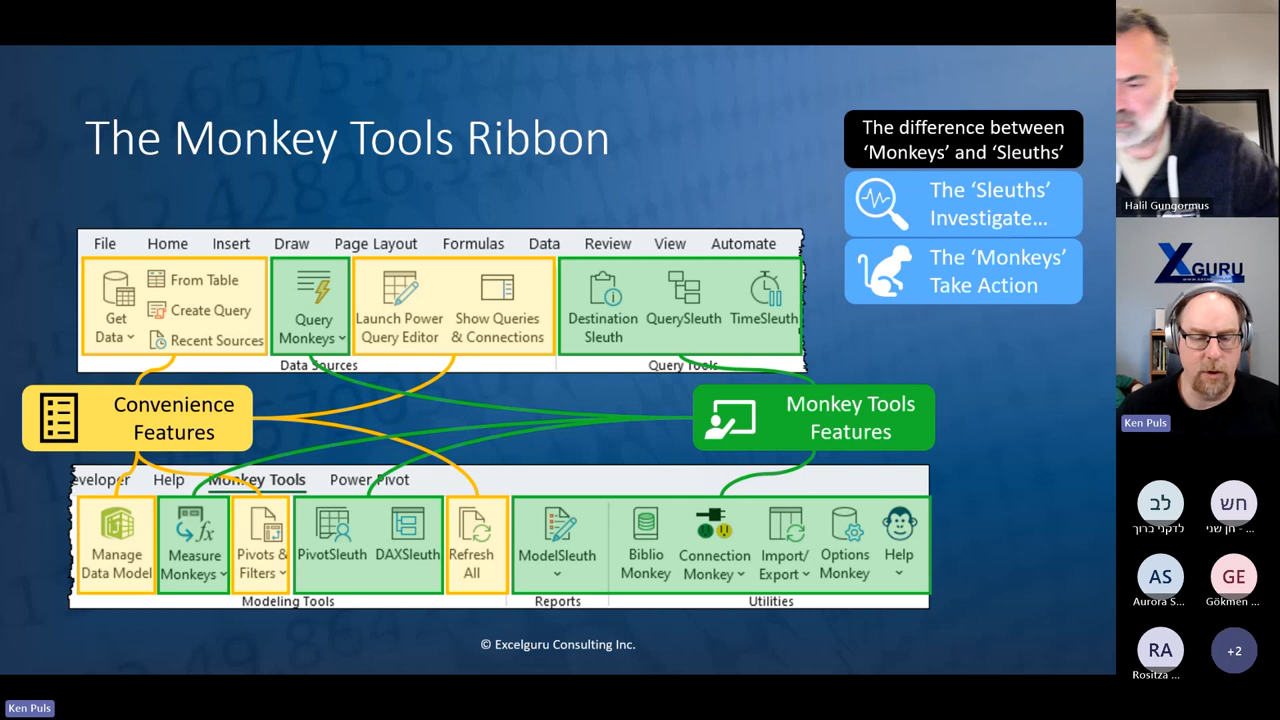 The Monkey Tools Ribbon
The difference between
‘Monkeys’ and ‘Sleuths’
The ‘Sleuths’
Investigate...
The ‘Monkeys’
Take Action
File Home Insert Draw Page Layout Formulas Data Review View Automate
Get
Data
From Table
Create Query
Recent Sources
Query
Monkeys
Launch Power
Query Editor
Show Queries
& Connections
Destination
Sleuth
QuerySleuth
TimeSleuth
Data Sources
Query Tools
Convenience
Features
Monkey Tools
Features
eveloper Help Monkey Tools Power Pivot
Manage
Data Model
Measure
Monkeys
Pivots &
Filters
PivotSleuth
DAXSleuth
Refresh
All
ModelSleuth
Biblio
Monkey
Connection
Monkey
Import/
Export
Options
Monkey
Help
Modeling Tools
Reports
Utilities
© Excelguru Consulting Inc.
Ken Puls
Halil Gungormus
XLGURU
Ken Puls
לב
לדקני ברוך
חש
חן שני - ...
AS
Aurora S...
GE
Gökmen ...
RA
Rositza ...
+2